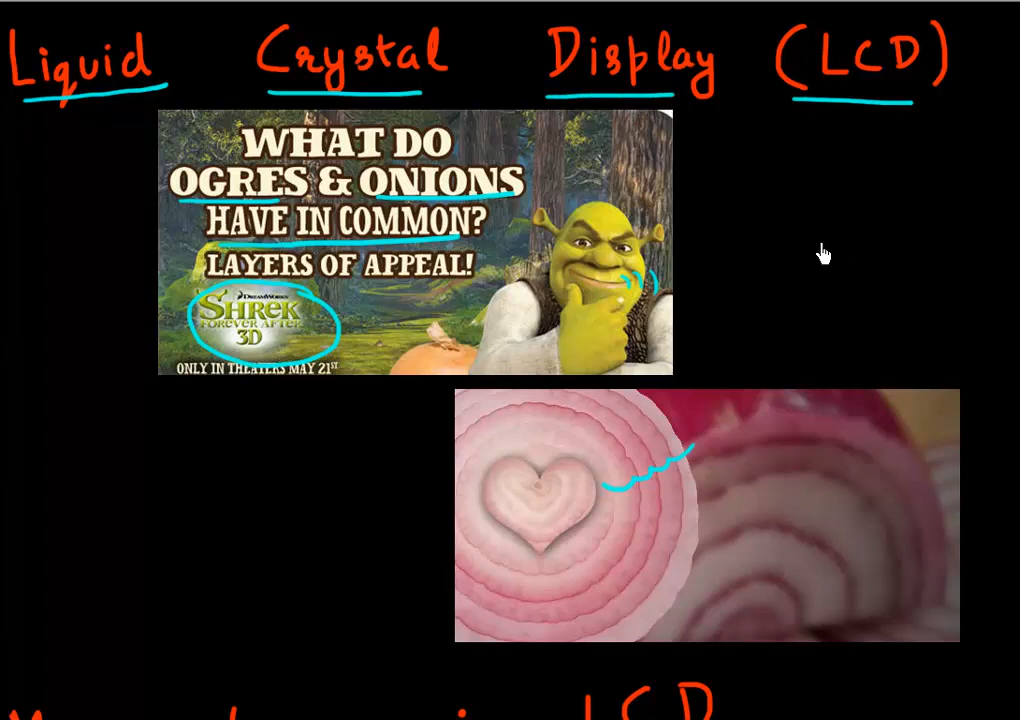 Liquid Crystal Display (LCD)
WHAT DO
OGRES & ONIONS
HAVE IN COMMON?
LAYERS OF APPEAL!
DREAMWORKS
SHREK
FOREVER AFTER
3D
ONLY IN THEATERS MAY 21ST
LCD